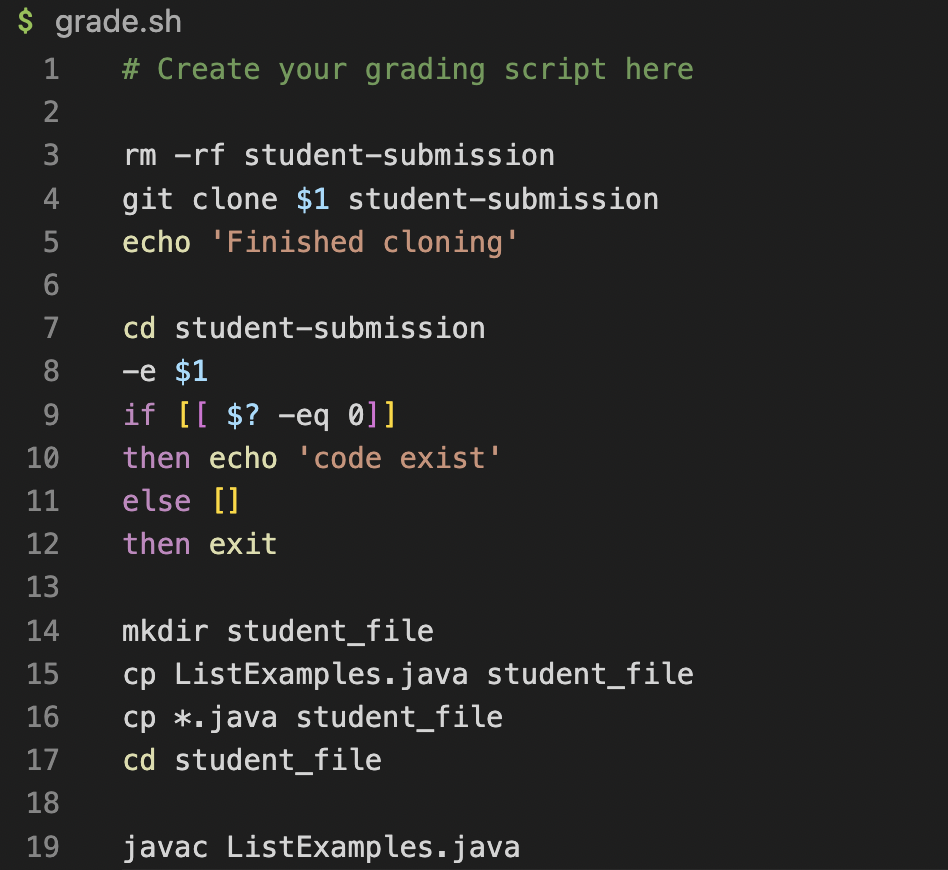 $ grade.sh
1 # Create your grading script here
2
3 rm -rf student-submission
4 git clone $1 student-submission
5 echo 'Finished cloning'
6
7 cd student-submission
8 -e $1
9 if [[ $? -eq 0]]
10 then echo 'code exist'
11 else []
12 then exit
13
14 mkdir student_file
15 cp ListExamples.java student_file
16 cp *.java student_file
17 cd student_file
18
19 javac ListExamples.java